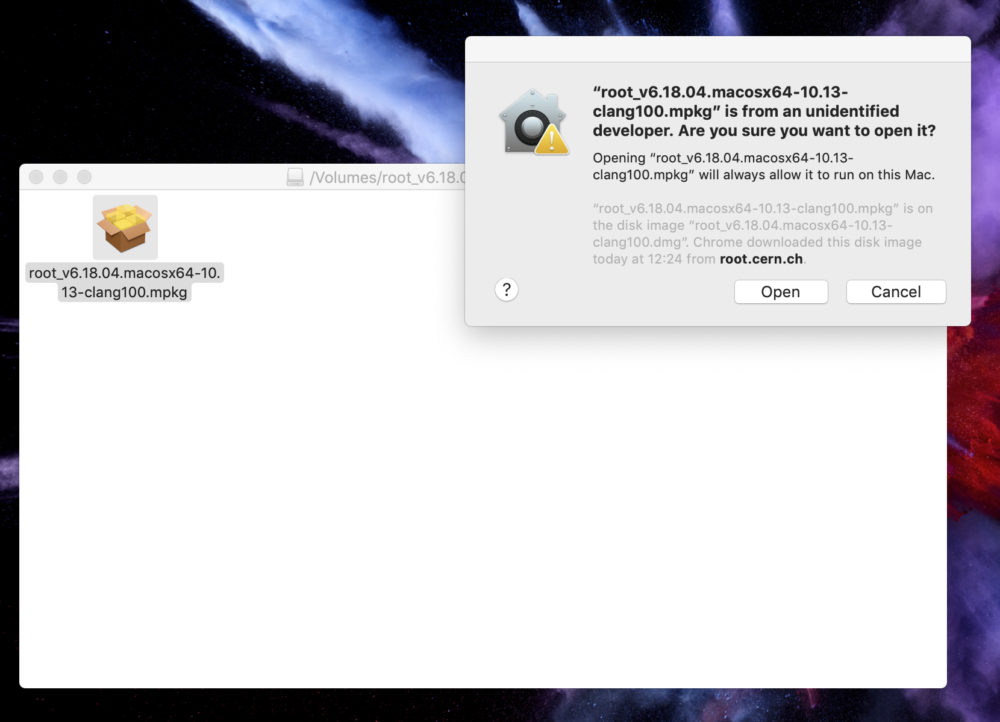 “root_v6.18.04.macosx64-10.13-
clang100.mpkg” is from an unidentified
developer. Are you sure you want to open it?
Opening “root_v6.18.04.macosx64-10.13-
clang100.mpkg” will always allow it to run on this Mac.
“root_v6.18.04.macosx64-10.13-clang100.mpkg” is on
the disk image “root_v6.18.04.macosx64-10.13-
clang100.dmg”. Chrome downloaded this disk image
today at 12:24 from root.cern.ch.
?
Open
Cancel
/Volumes/root_v6.18.0
root_v6.18.04.macosx64-10.
13-clang100.mpkg